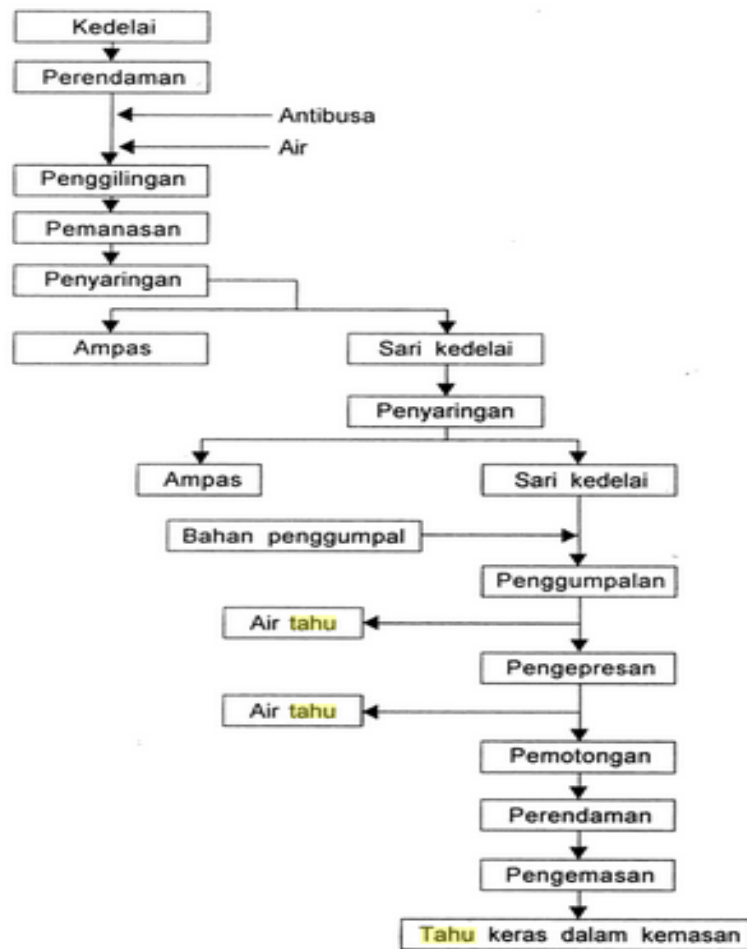 Kedelai
Perendaman
Antibusa
Air
Penggilingan
Pemanasan
Penyaringan
Ampas
Sari kedelai
Penyaringan
Ampas
Sari kedelai
Bahan penggumpal
Penggumpalan
Air tahu
Pengepresan
Air tahu
Pemotongan
Perendaman
Pengemasan
Tahu keras dalam kemasan